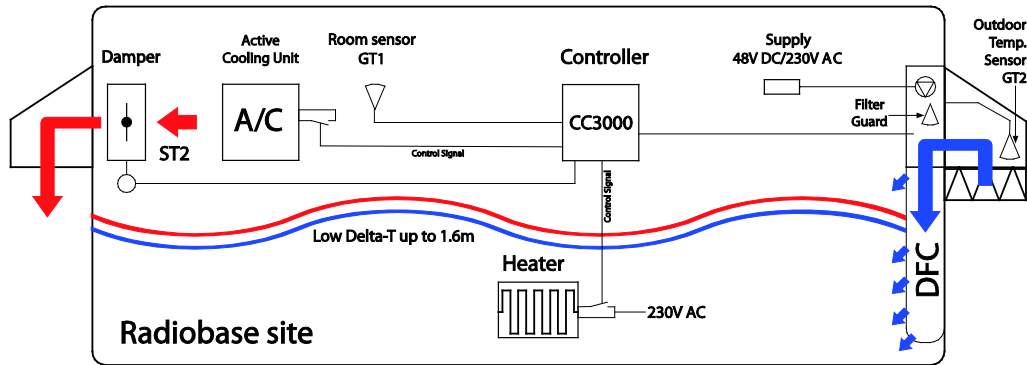 Damper
Active
Cooling Unit
Room sensor
GT1
Controller
Supply
48V DC/230V AC
Outdoor
Temp.
Sensor
GT2
Filter
Guard
A/C
CC3000
ST2
Control Signal
Control Signal
Low Delta-T up to 1.6m
Heater
230V AC
DFC
Radiobase site